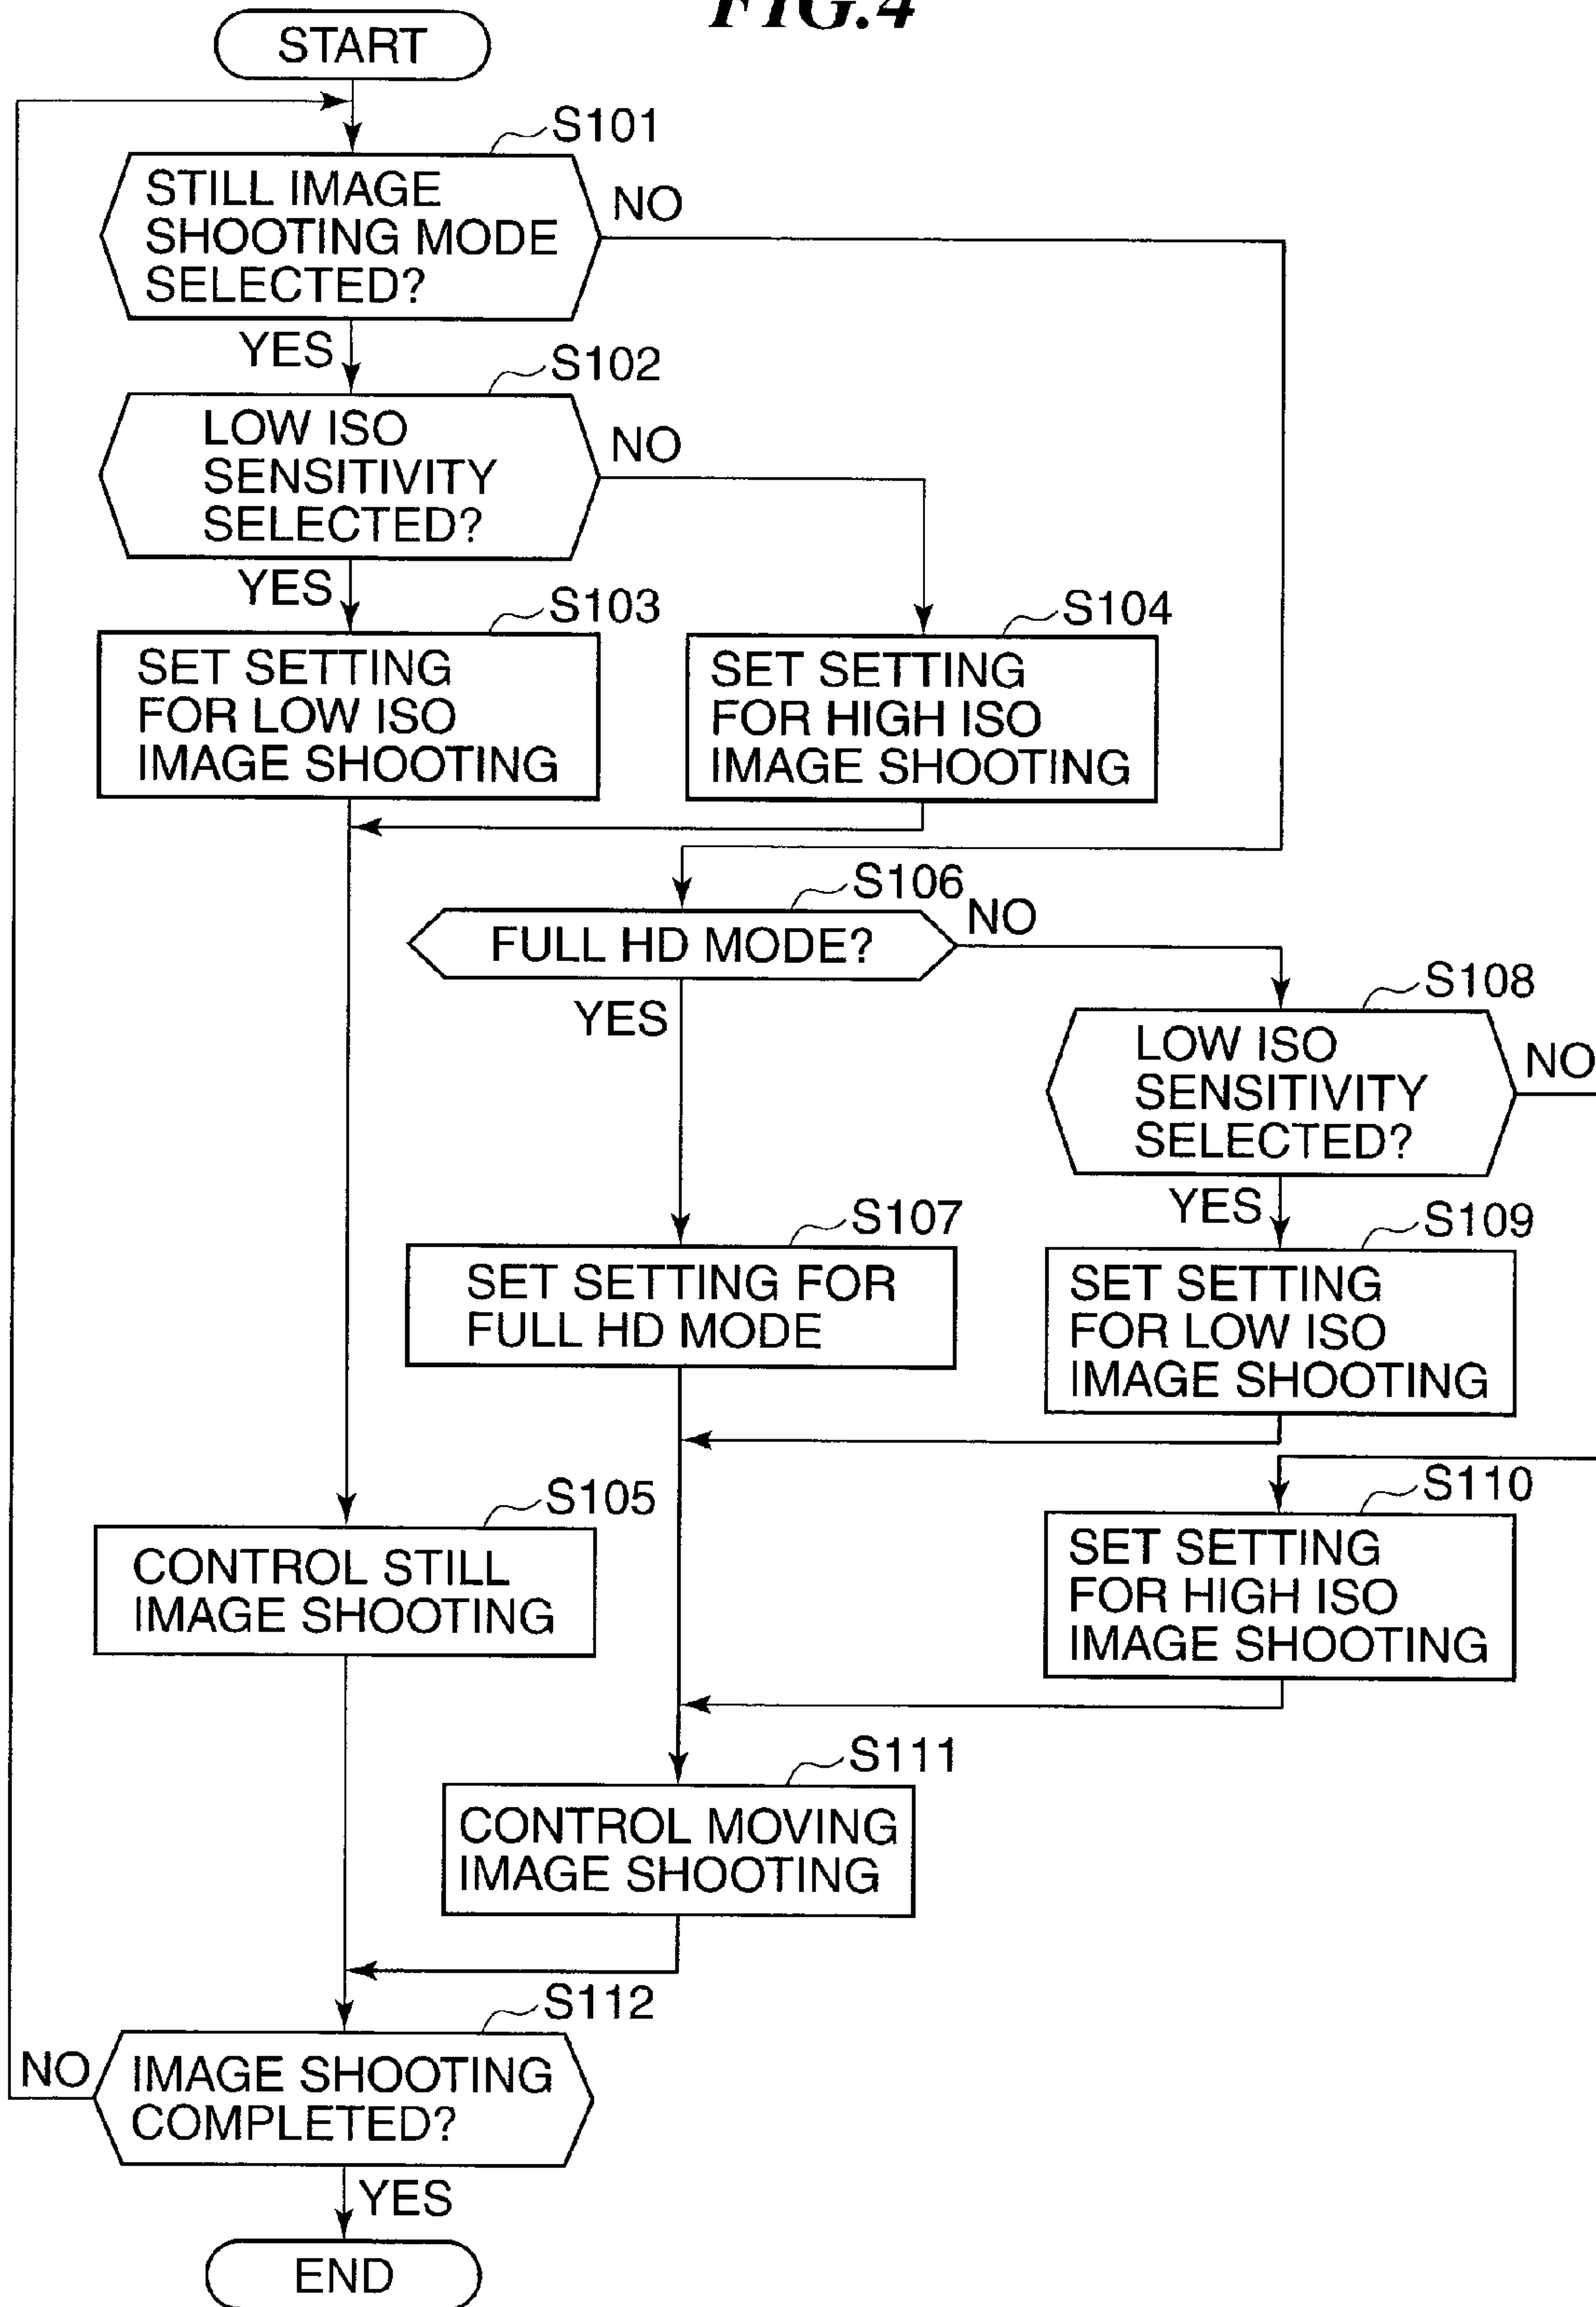 FIG.4
START
S101
STILL IMAGE
SHOOTING MODE
SELECTED?
NO
YES
S102
LOW ISO
SENSITIVITY
SELECTED?
NO
YES
S103
SET SETTING
FOR LOW ISO
IMAGE SHOOTING
S104
SET SETTING
FOR HIGH ISO
IMAGE SHOOTING
S106
FULL HD MODE?
NO
YES
S108
LOW ISO
SENSITIVITY
SELECTED?
NO
YES
S107
SET SETTING FOR
FULL HD MODE
S109
SET SETTING
FOR LOW ISO
IMAGE SHOOTING
S105
CONTROL STILL
IMAGE SHOOTING
S110
SET SETTING
FOR HIGH ISO
IMAGE SHOOTING
S111
CONTROL MOVING
IMAGE SHOOTING
S112
IMAGE SHOOTING
COMPLETED?
NO
YES
END